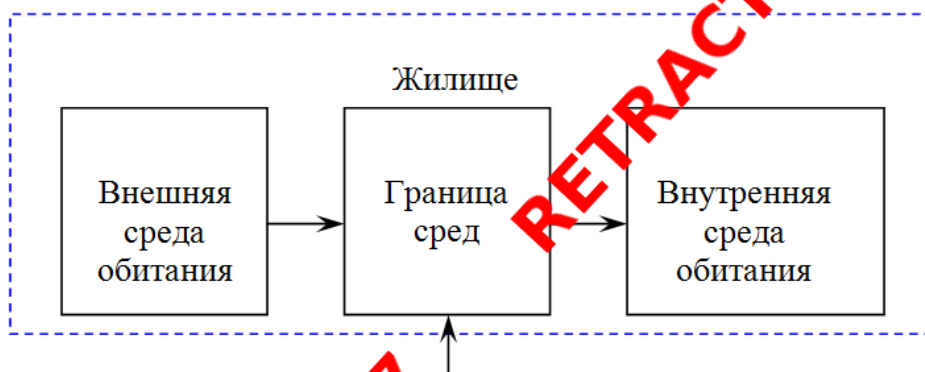 Жилище
Внешняя
среда
обитания
Граница
сред
Внутренняя
среда
обитания
RETRACT